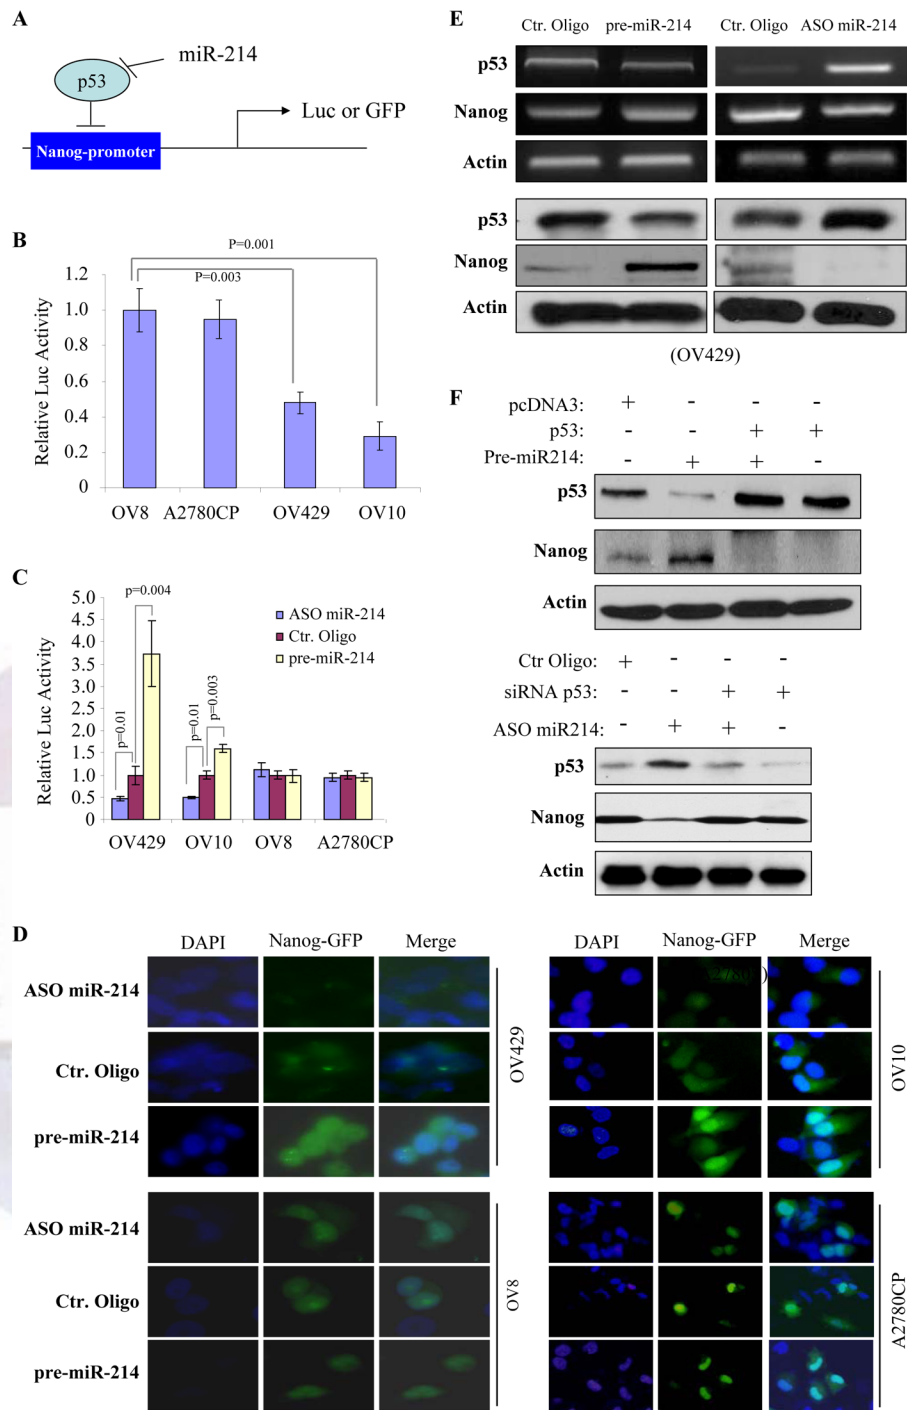 A
miR-214
p53
Luc or GFP
Nanog-promoter
B
P=0.001
P=0.003
Relative Luc Activity
1.2
1.0
0.8
0.6
0.4
0.2
0
OV8 A2780CP OV429 OV10
C
p=0.004
Relative Luc Activity
5.0
4.5
4.0
3.5
3.0
2.5
2.0
1.5
1.0
0.5
0
ASO miR-214
Ctr. Oligo
pre-miR-214
p=0.01
p=0.01
p=0.003
OV429 OV10 OV8 A2780CP
D
DAPI Nanog-GFP Merge
ASO miR-214
Ctr. Oligo
pre-miR-214
OV429
ASO miR-214
Ctr. Oligo
pre-miR-214
OV8
DAPI Nanog-GFP Merge
OV10
A2780CP
E
Ctr. Oligo pre-miR-214 Ctr. Oligo ASO miR-214
p53
Nanog
Actin
p53
Nanog
Actin
(OV429)
F
pcDNA3: + - - -
p53: - - + +
Pre-miR214: - + + -
p53
Nanog
Actin
Ctr Oligo: + - - -
siRNA p53: - - + +
ASO miR214: - + + -
p53
Nanog
Actin